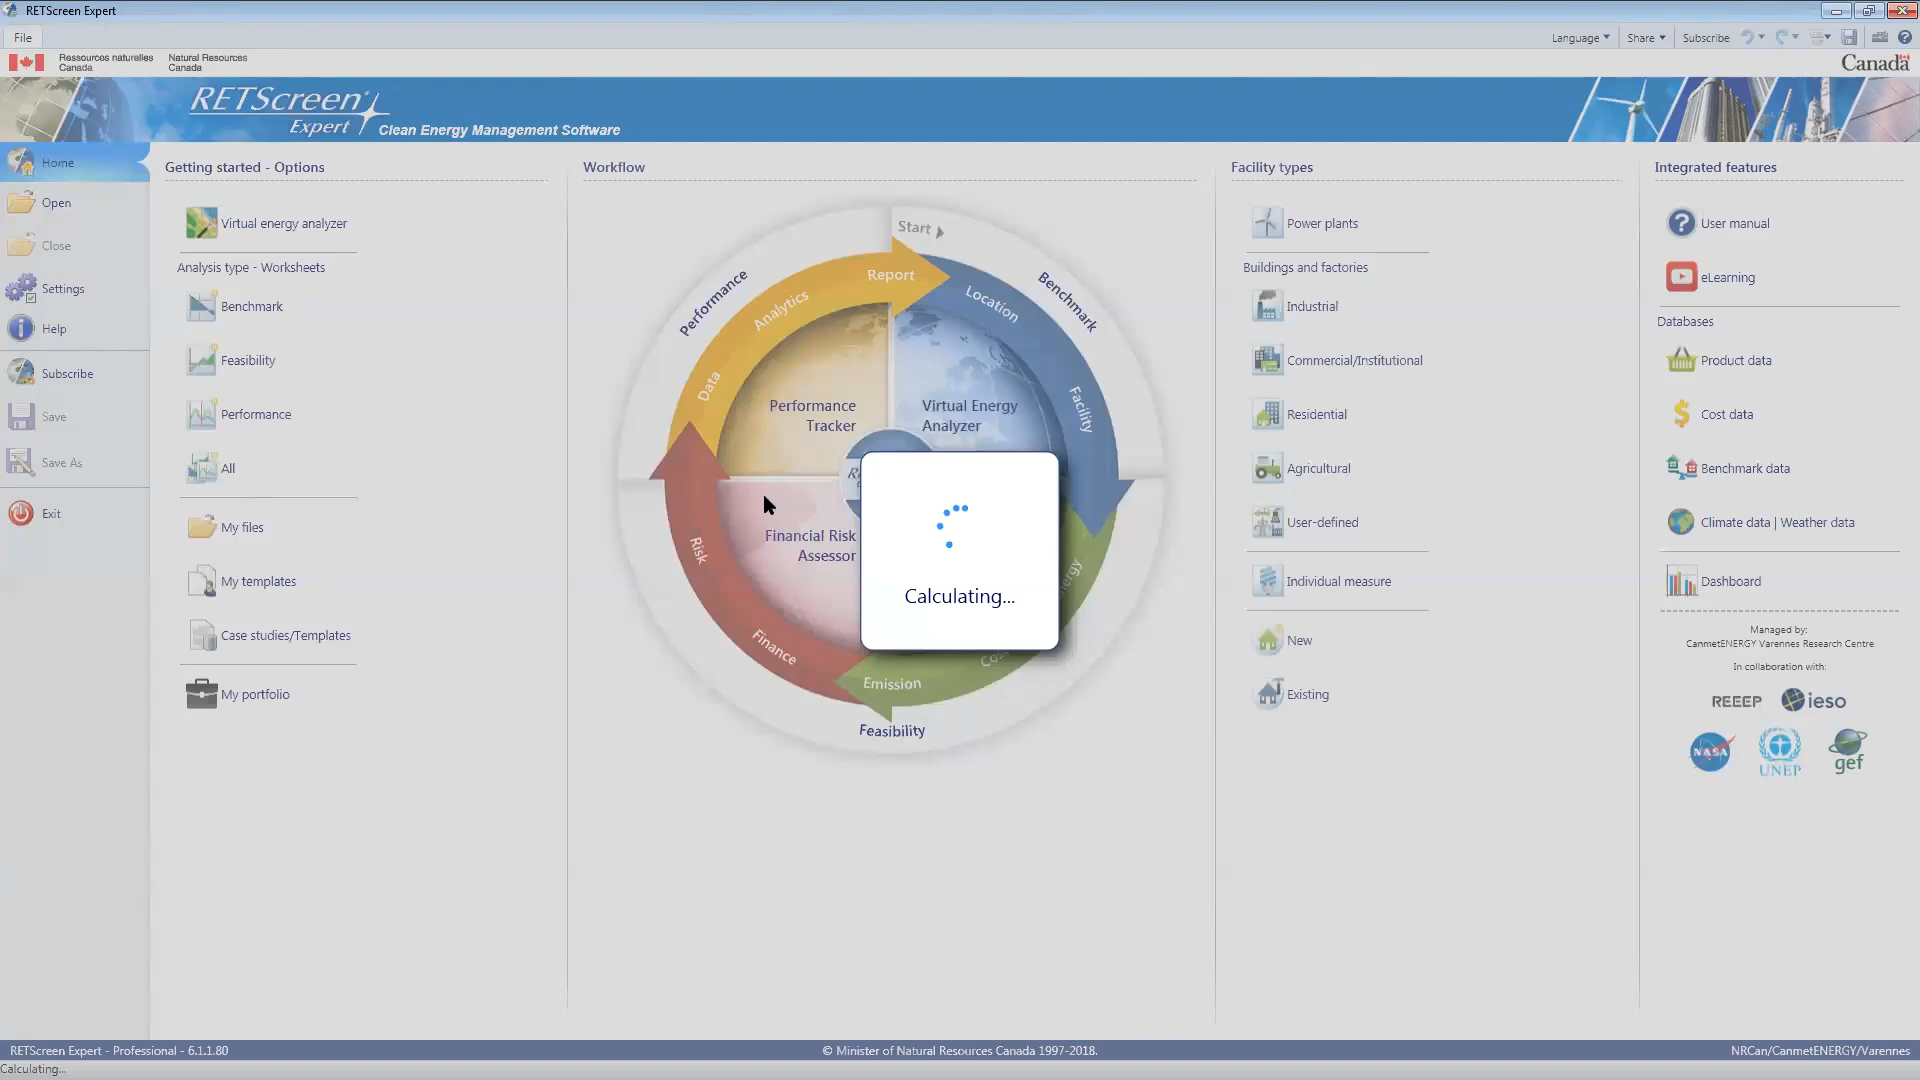 RETScreen Expert
File
Language
Share
Subscribe
Ressources naturelles
Canada
Natural Resources
Canada
Canada
RETScreen
Expert
Clean Energy Management Software
Home
Open
Close
Settings
Help
Subscribe
Save
Save As
Exit
Getting started - Options
Virtual energy analyzer
Analysis type - Worksheets
Benchmark
Feasibility
Performance
All
My files
My templates
Case studies/Templates
My portfolio
Workflow
Start
Performance
Benchmark
Report
Analytics
Location
Data
Facility
Performance
Tracker
Virtual Energy
Analyzer
Risk
Financial Risk
Assessor
Calculating...
Finance
Emission
Feasibility
Facility types
Power plants
Buildings and factories
Industrial
Commercial/Institutional
Residential
Agricultural
User-defined
Individual measure
New
Existing
Integrated features
User manual
eLearning
Databases
Product data
Cost data
Benchmark data
Climate data | Weather data
Dashboard
Managed by:
CanmetENERGY Varennes Research Centre
In collaboration with:
REEEP
ieso
NASA
UNEP
gef
RETScreen Expert - Professional - 6.1.1.80
© Minister of Natural Resources Canada 1997-2018.
NRCan/CanmetENERGY/Varennes
Calculating...